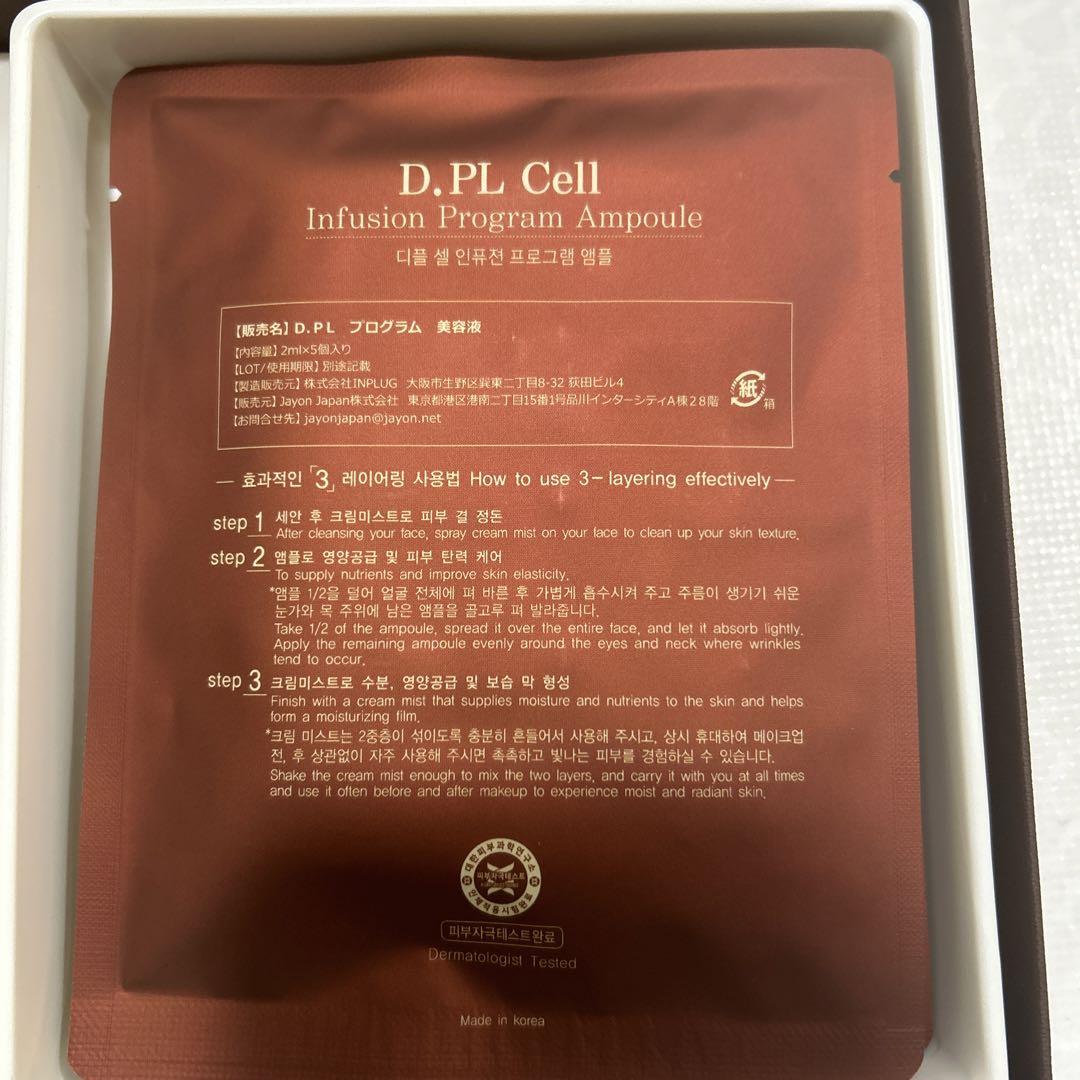 D.PL Cell
Infusion Program Ampoule
디플 셀 인퓨젼 프로그램 앰플
【販売名】D.PL プログラム 美容液
【内容量】2ml×5個入り
【LOT/使用期限】別途記載
【製造販売元】株式会社INPLUG 大阪市生野区巽東二丁目8-32 荻田ビル4
【販売元】Jayon Japan株式会社 東京都港区港南二丁目15番1号品川インターシティA棟28階
【お問合せ先】jayonjapan@jayon.net
紙
箱
효과적인 「3」 레이어링 사용법 How to use 3-layering effectively
step 1 세안 후 크림미스트로 피부 결 정돈
After cleansing your face, spray cream mist on your face to clean up your skin texture.
step 2 앰플로 영양공급 및 피부 탄력 케어
To supply nutrients and improve skin elasticity.
*앰플 1/2을 덜어 얼굴 전체에 펴 바른 후 가볍게 흡수시켜 주고 주름이 생기기 쉬운
눈가와 목 주위에 남은 앰플을 골고루 펴 발라줍니다.
Take 1/2 of the ampoule, spread it over the entire face, and let it absorb lightly.
Apply the remaining ampoule evenly around the eyes and neck where wrinkles
tend to occur.
step 3 크림미스트로 수분, 영양공급 및 보습 막 형성
Finish with a cream mist that supplies moisture and nutrients to the skin and helps
form a moisturizing film.
*크림 미스트는 2중층이 섞이도록 충분히 흔들어서 사용해 주시고, 상시 휴대하여 메이크업
전, 후 상관없이 자주 사용해 주시면 촉촉하고 빛나는 피부를 경험하실 수 있습니다.
Shake the cream mist enough to mix the two layers, and carry it with you at all times
and use it often before and after makeup to experience moist and radiant skin.
대한피부과학연구소
피부자극테스트
인체적용시험완료
피부자극테스트완료
Dermatologist Tested
Made in korea